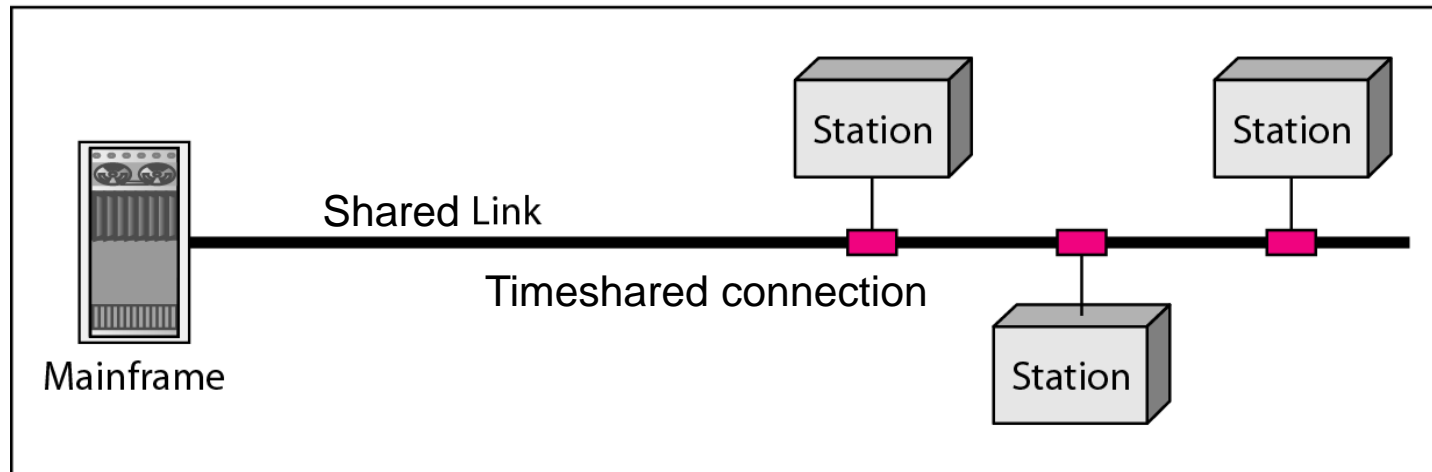 Station
Station
Shared Link
Timeshared connection
Mainframe
Station